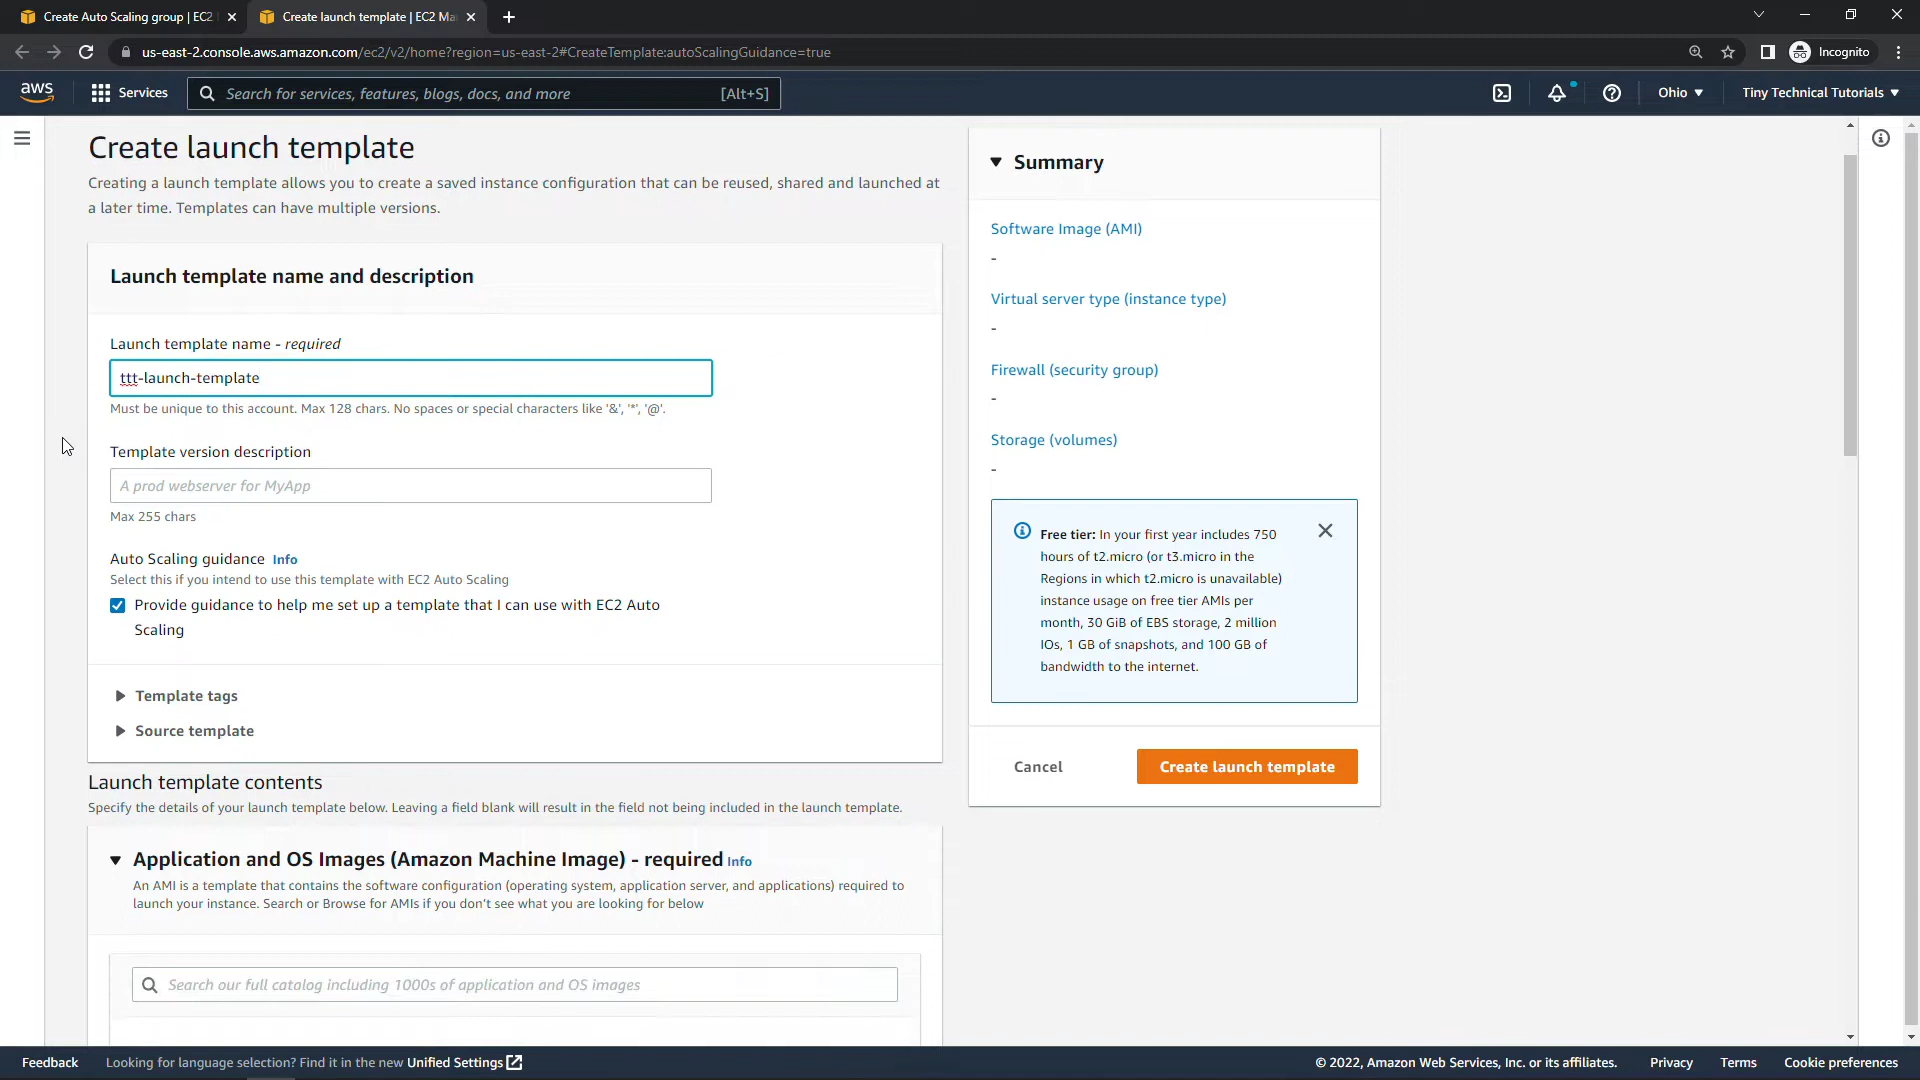 Create Auto Scaling group | EC2
Create launch template | EC2 Ma
us-east-2.console.aws.amazon.com/ec2/v2/home?region=us-east-2#CreateTemplate:autoScalingGuidance=true
Incognito
aws
Services
Search for services, features, blogs, docs, and more
[Alt+S]
Ohio
Tiny Technical Tutorials
Create launch template
Creating a launch template allows you to create a saved instance configuration that can be reused, shared and launched at
a later time. Templates can have multiple versions.
Launch template name and description
Launch template name - required
ttt-launch-template
Must be unique to this account. Max 128 chars. No spaces or special characters like '&', '*', '@'.
Template version description
A prod webserver for MyApp
Max 255 chars
Auto Scaling guidance Info
Select this if you intend to use this template with EC2 Auto Scaling
Provide guidance to help me set up a template that I can use with EC2 Auto
Scaling
Template tags
Source template
Launch template contents
Specify the details of your launch template below. Leaving a field blank will result in the field not being included in the launch template.
Application and OS Images (Amazon Machine Image) - required Info
An AMI is a template that contains the software configuration (operating system, application server, and applications) required to
launch your instance. Search or Browse for AMIs if you don't see what you are looking for below
Search our full catalog including 1000s of application and OS images
Summary
Software Image (AMI)
-
Virtual server type (instance type)
-
Firewall (security group)
-
Storage (volumes)
-
Free tier: In your first year includes 750
hours of t2.micro (or t3.micro in the
Regions in which t2.micro is unavailable)
instance usage on free tier AMIs per
month, 30 GiB of EBS storage, 2 million
IOs, 1 GB of snapshots, and 100 GB of
bandwidth to the internet.
Cancel
Create launch template
Feedback
Looking for language selection? Find it in the new Unified Settings
© 2022, Amazon Web Services, Inc. or its affiliates.
Privacy
Terms
Cookie preferences